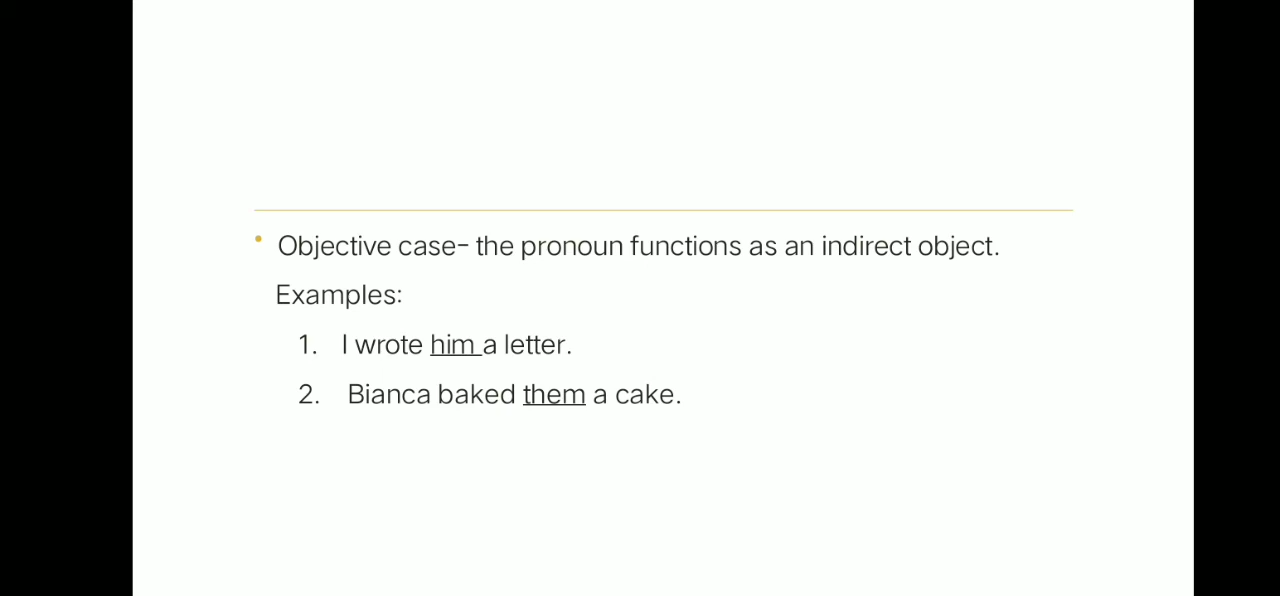 • Objective case- the pronoun functions as an indirect object.
Examples:
1. I wrote him a letter.
2. Bianca baked them a cake.